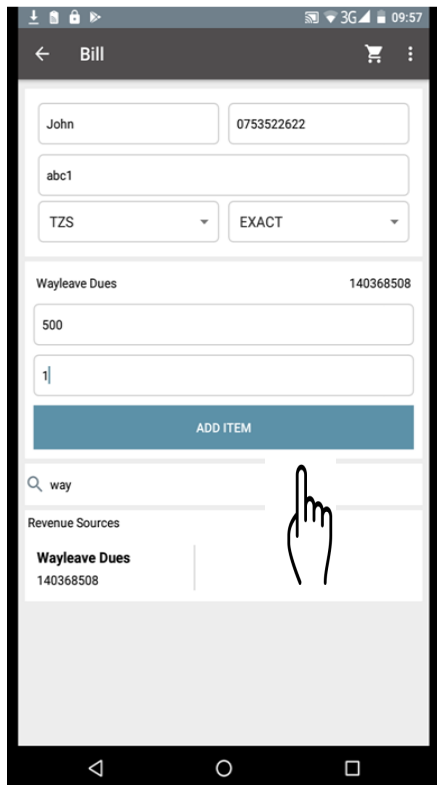 3G 09:57
Bill
John 0753522622
abc1
TZS EXACT
Wayleave Dues 140368508
500
1
ADD ITEM
way
Revenue Sources
Wayleave Dues
140368508